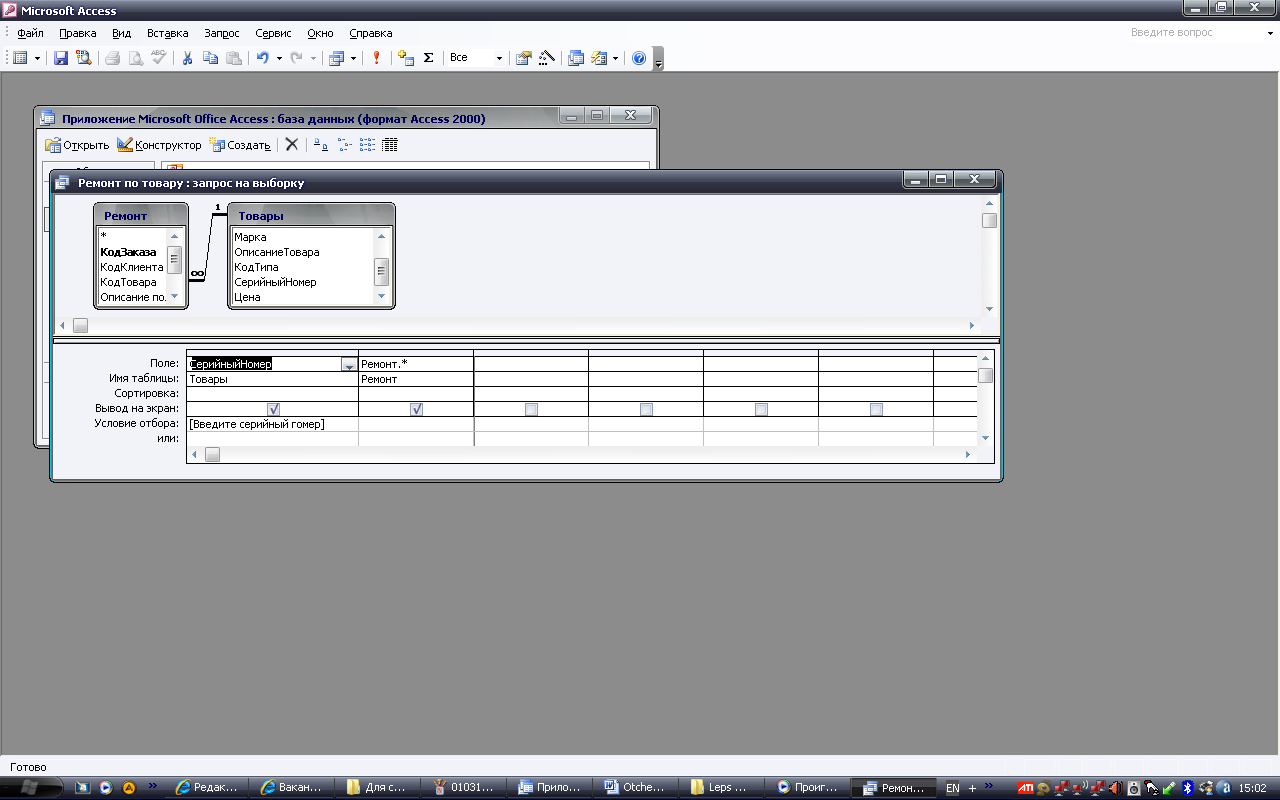 Microsoft Access
Файл Правка Вид Вставка Запрос Сервис Окно Справка Введите вопрос
Все
Приложение Microsoft Office Access : база данных (формат Access 2000)
Открыть Конструктор Создать
Ремонт по товару : запрос на выборку
Ремонт
*
КодЗаказа
КодКлиента
КодТовара
Описание по.
1
∞
Товары
Марка
ОписаниеТовара
КодТипа
СерийныйНомер
Цена
Поле: СерийныйНомер Ремонт.*
Имя таблицы: Товары Ремонт
Сортировка:
Вывод на экран:
Условие отбора: [Введите серийный гомер]
или:
Готово
Редак... Вакан... Для с... 01031... Прило... Otche... Leps ... Проиг... Ремон... EN ATI 15:02